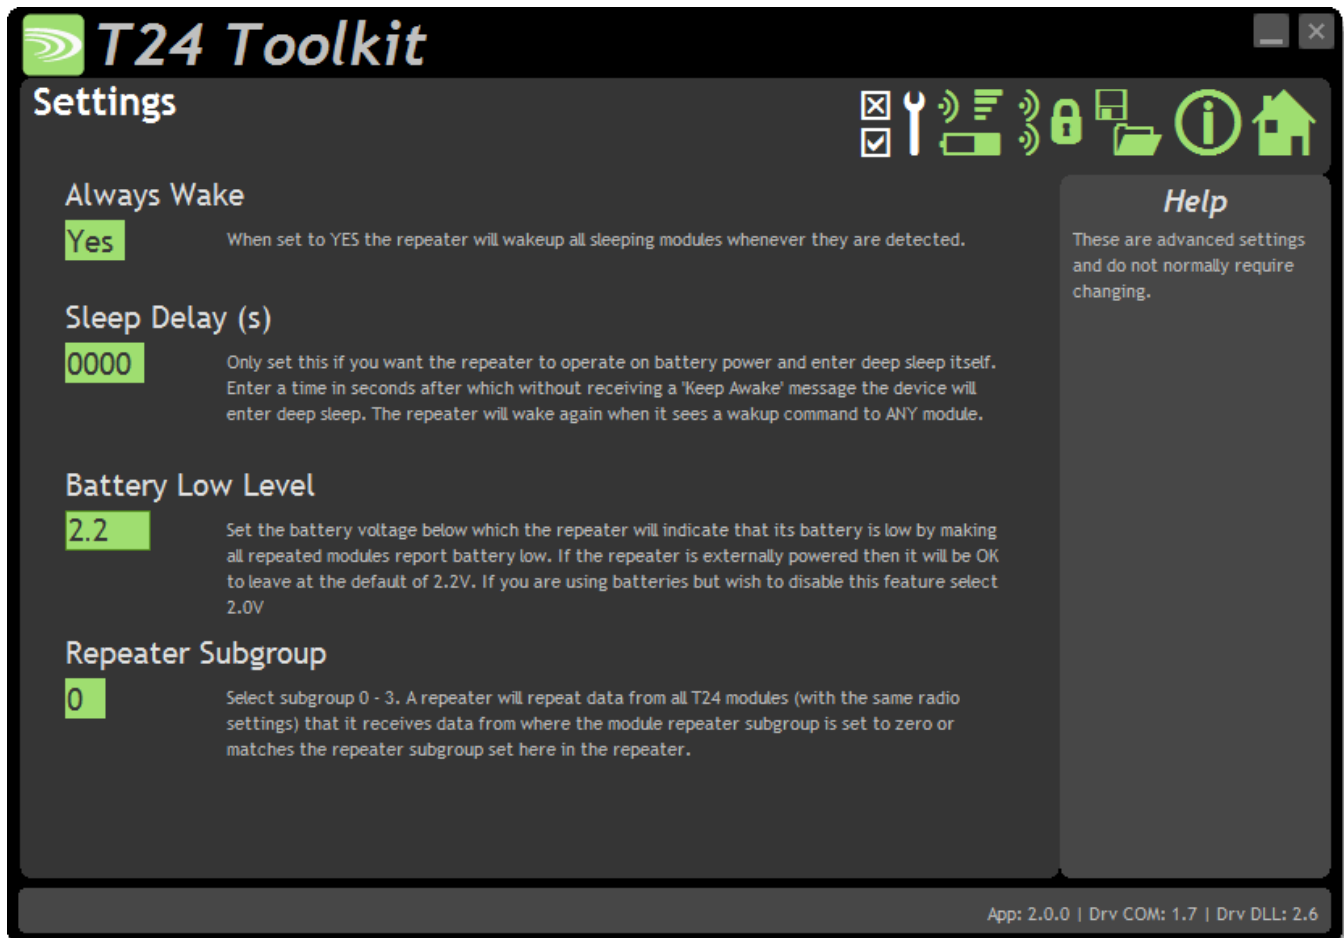 T24 Toolkit
Settings
Always Wake
Yes
When set to YES the repeater will wakeup all sleeping modules whenever they are detected.
Sleep Delay (s)
0000
Only set this if you want the repeater to operate on battery power and enter deep sleep itself.
Enter a time in seconds after which without receiving a 'Keep Awake' message the device will
enter deep sleep. The repeater will wake again when it sees a wakup command to ANY module.
Battery Low Level
2.2
Set the battery voltage below which the repeater will indicate that its battery is low by making
all repeated modules report battery low. If the repeater is externally powered then it will be OK
to leave at the default of 2.2V. If you are using batteries but wish to disable this feature select
2.0V
Repeater Subgroup
0
Select subgroup 0 - 3. A repeater will repeat data from all T24 modules (with the same radio
settings) that it receives data from where the module repeater subgroup is set to zero or
matches the repeater subgroup set here in the repeater.
Help
These are advanced settings
and do not normally require
changing.
App: 2.0.0 | Drv COM: 1.7 | Drv DLL: 2.6